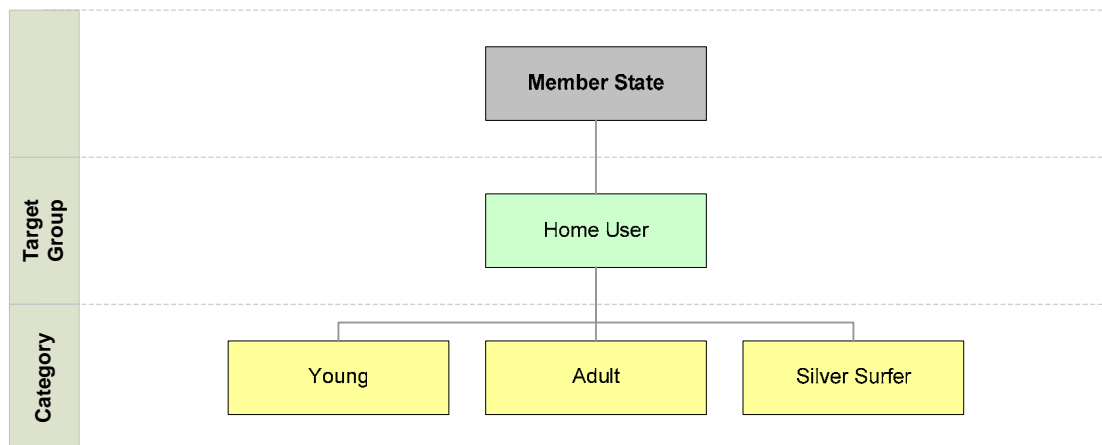 Member State
Target
Group
Home User
Category
Young
Adult
Silver Surfer